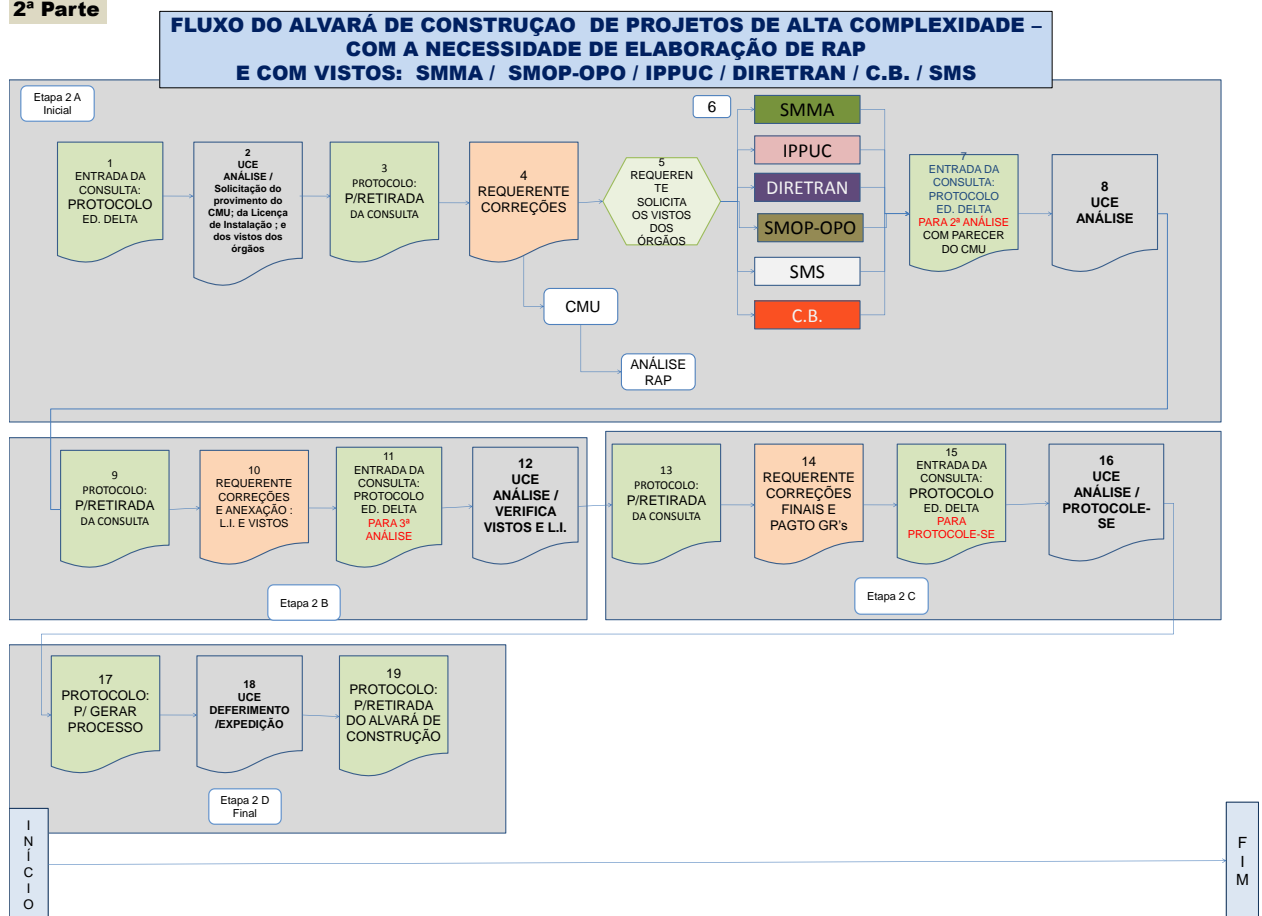 2ª Parte
FLUXO DO ALVARÁ DE CONSTRUÇAO DE PROJETOS DE ALTA COMPLEXIDADE –
COM A NECESSIDADE DE ELABORAÇÃO DE RAP
E COM VISTOS: SMMA / SMOP-OPO / IPPUC / DIRETRAN / C.B. / SMS
Etapa 2 A
Inicial
1
ENTRADA DA
CONSULTA:
PROTOCOLO
ED. DELTA
2
UCE
ANÁLISE /
Solicitação do
provimento do
CMU; da Licença
de Instalação ; e
dos vistos dos
órgãos
3
PROTOCOLO:
P/RETIRADA
DA CONSULTA
4
REQUERENTE
CORREÇÕES
5
REQUEREN
TE
SOLICITA
OS VISTOS
DOS
ÓRGÃOS
6
SMMA
IPPUC
DIRETRAN
SMOP-OPO
SMS
C.B.
7
ENTRADA DA
CONSULTA:
PROTOCOLO
ED. DELTA
PARA 2ª ANÁLISE
COM PARECER
DO CMU
8
UCE
ANÁLISE
CMU
ANÁLISE
RAP
9
PROTOCOLO:
P/RETIRADA
DA CONSULTA
10
REQUERENTE
CORREÇÕES
E ANEXAÇÃO :
L.I. E VISTOS
11
ENTRADA DA
CONSULTA:
PROTOCOLO
ED. DELTA
PARA 3ª
ANÁLISE
12
UCE
ANÁLISE /
VERIFICA
VISTOS E L.I.
Etapa 2 B
13
PROTOCOLO:
P/RETIRADA
DA CONSULTA
14
REQUERENTE
CORREÇÕES
FINAIS E
PAGTO GR's
15
ENTRADA DA
CONSULTA:
PROTOCOLO
ED. DELTA
PARA
PROTOCOLE-SE
16
UCE
ANÁLISE /
PROTOCOLE-
SE
Etapa 2 C
17
PROTOCOLO:
P/ GERAR
PROCESSO
18
UCE
DEFERIMENTO
/EXPEDIÇÃO
19
PROTOCOLO:
P/RETIRADA
DO ALVARÁ DE
CONSTRUÇÃO
Etapa 2 D
Final
I
N
Í
C
I
O
F
I
M